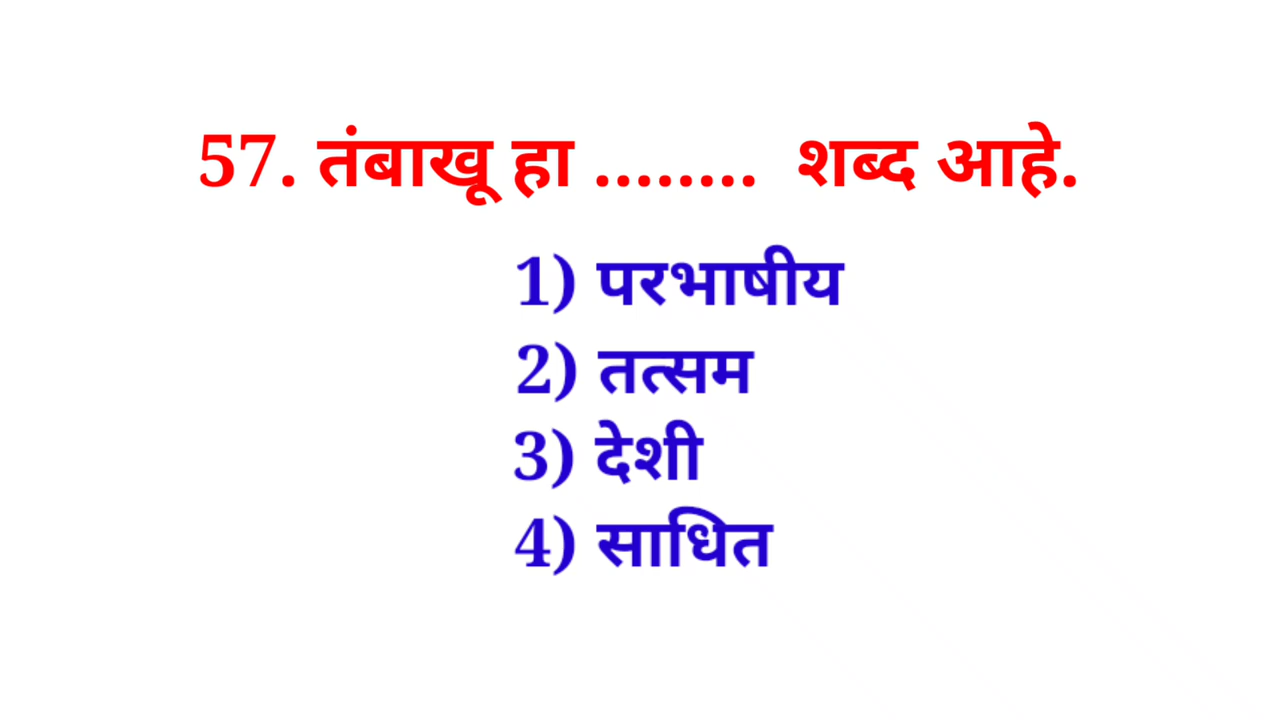 57. तंबाखू हा ........ शब्द आहे.
1) परभाषीय
2) तत्सम
3) देशी
4) साधित